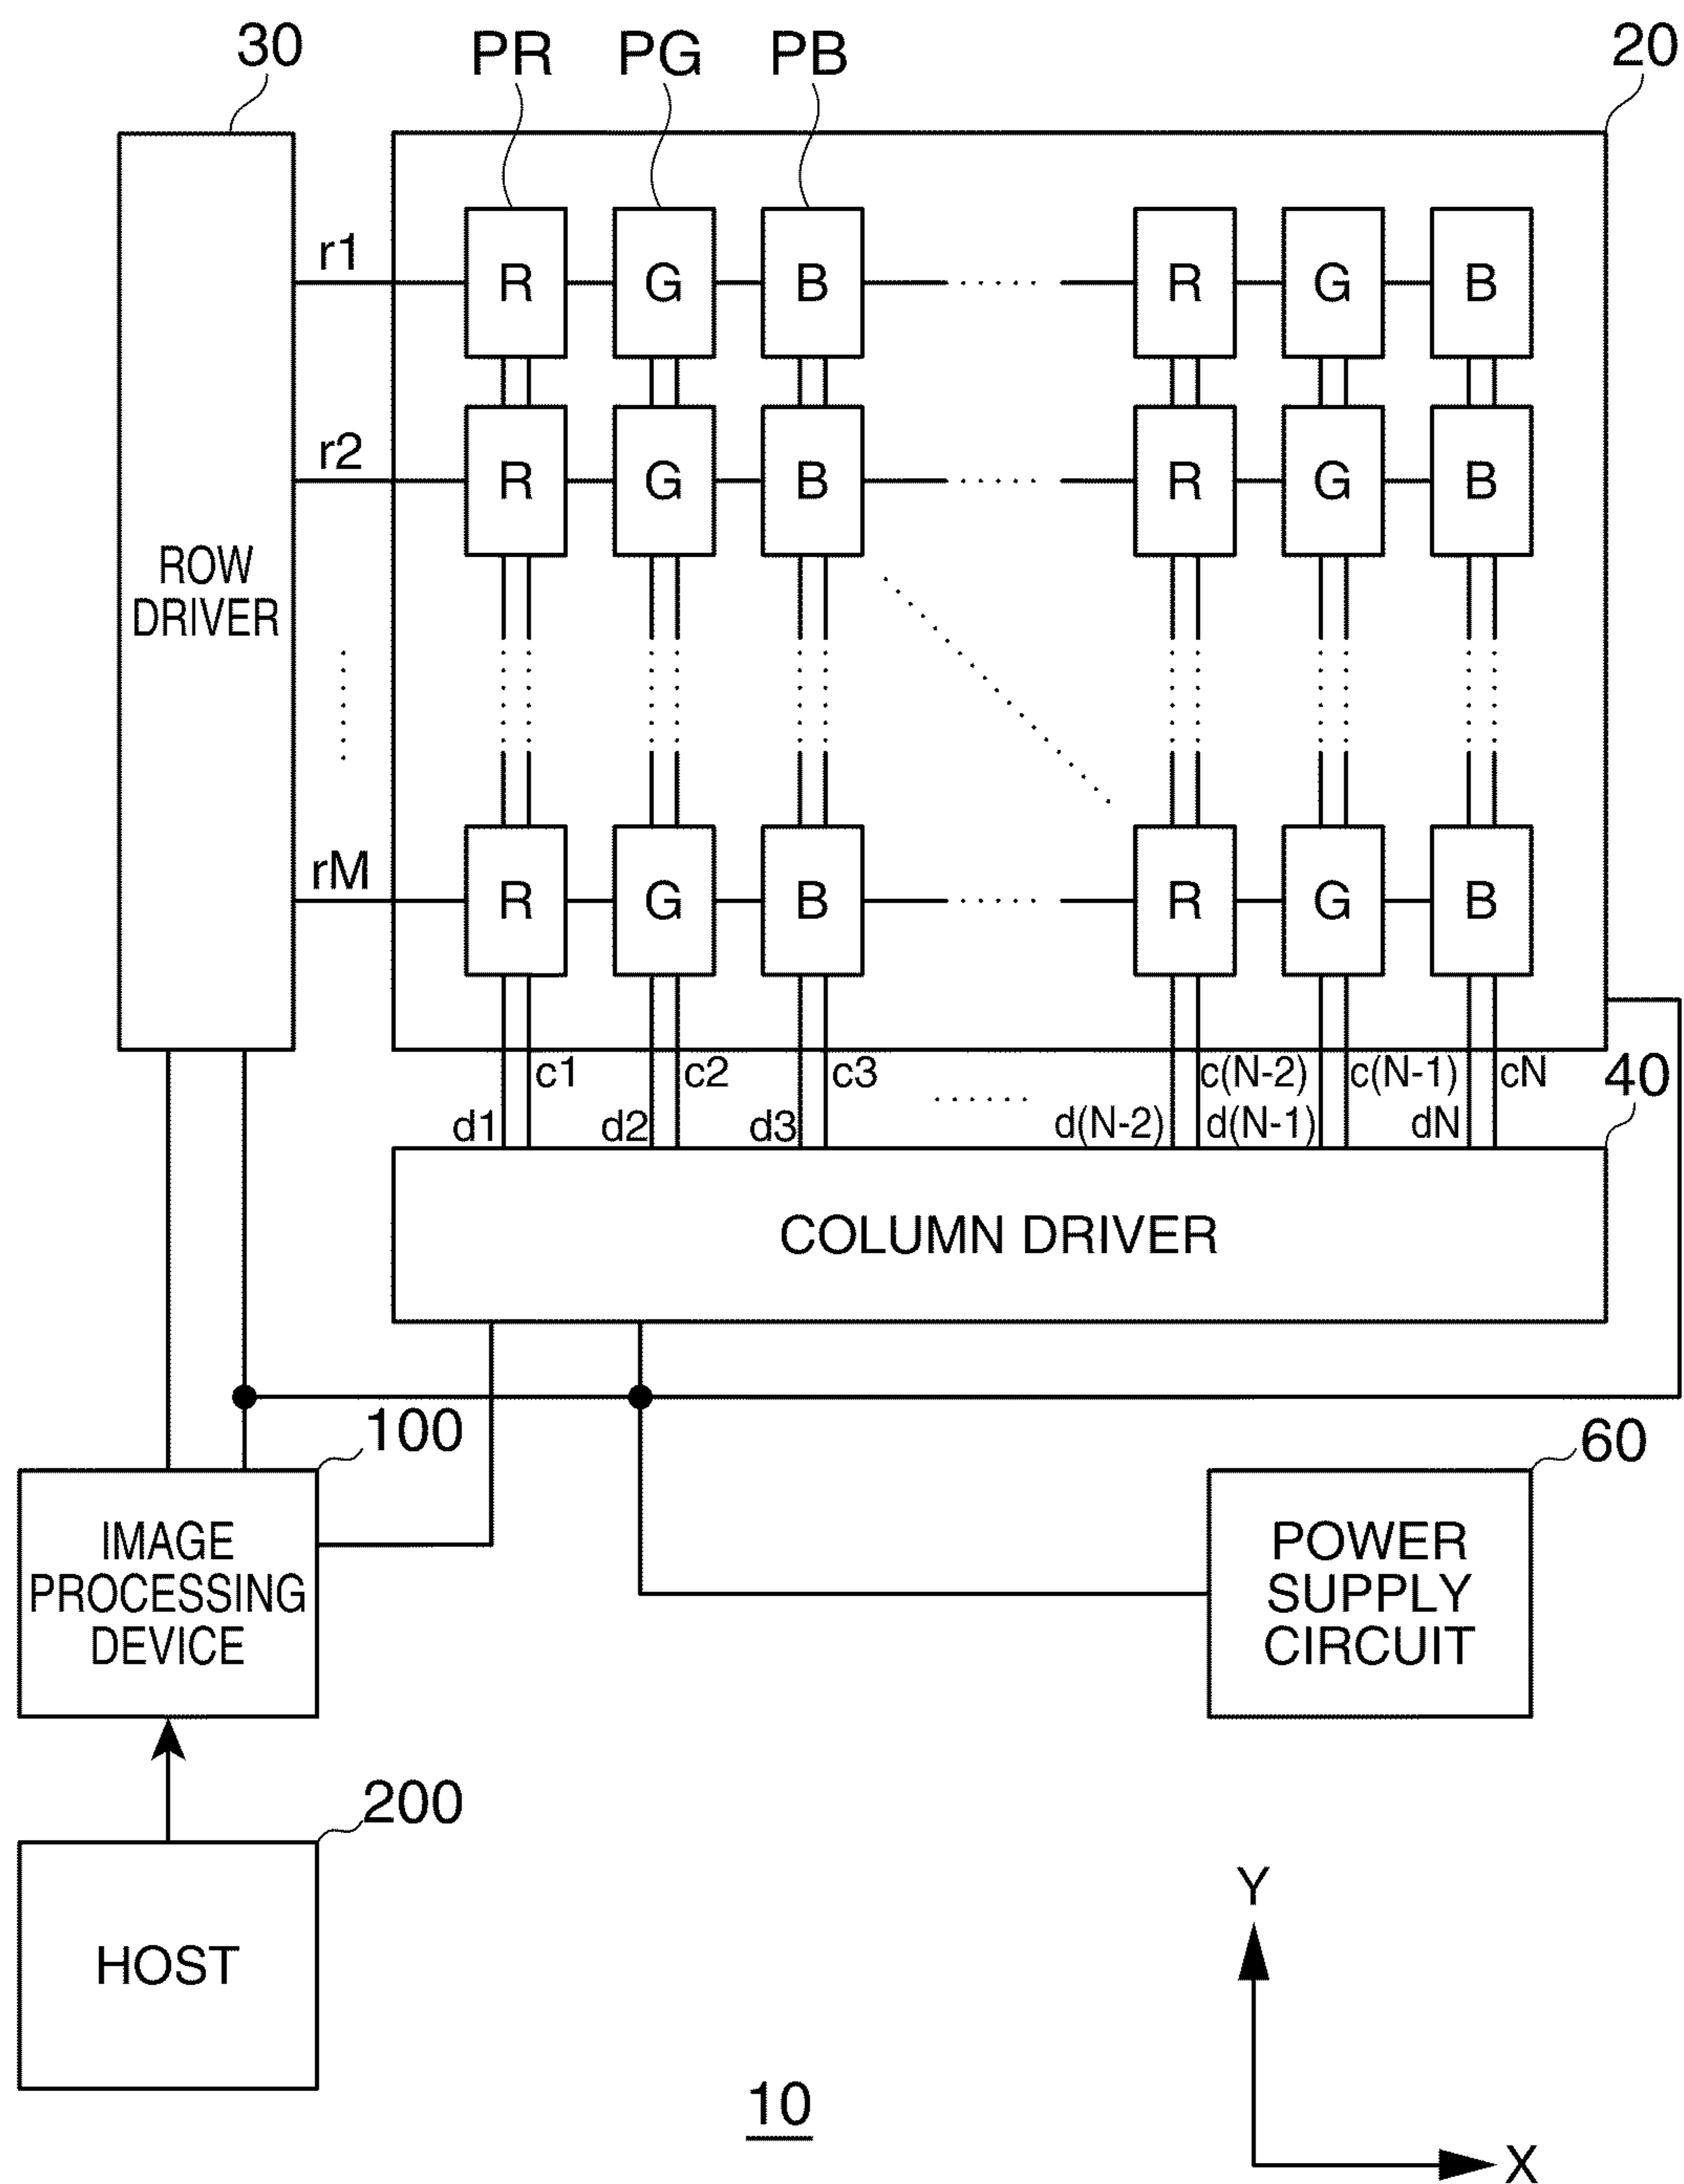 30 PR PG PB 20
r1 R G B R G B
r2 R G B R G B
ROW
DRIVER
rM R G B R G B
c1 c2 c3 c(N-2) c(N-1) cN 40
d1 d2 d3 d(N-2) d(N-1) dN
COLUMN DRIVER
100 60
IMAGE
PROCESSING
DEVICE
POWER
SUPPLY
CIRCUIT
200
HOST
Y
X
10